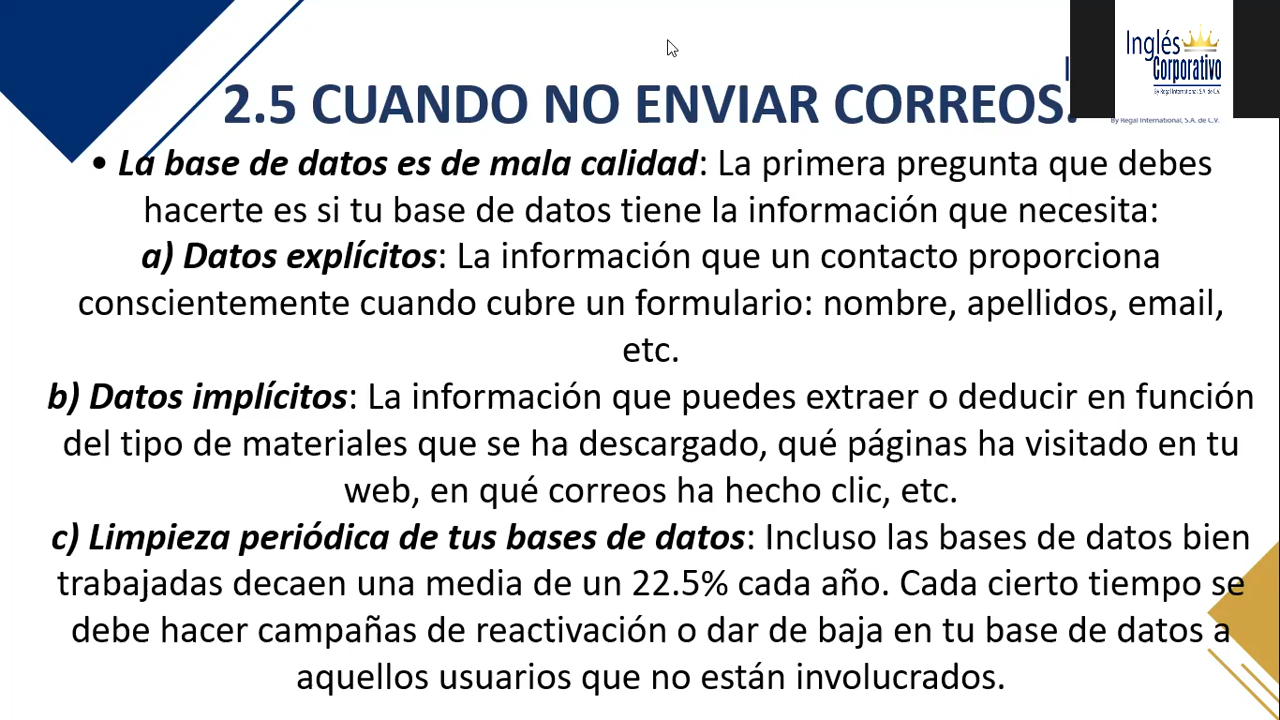 Inglés
Corporativo
By Regal International, S.A. de C.V.
2.5 CUANDO NO ENVIAR CORREOS.
By Regal International, S.A. de C.V.
• La base de datos es de mala calidad: La primera pregunta que debes
hacerte es si tu base de datos tiene la información que necesita:
a) Datos explícitos: La información que un contacto proporciona
conscientemente cuando cubre un formulario: nombre, apellidos, email,
etc.
b) Datos implícitos: La información que puedes extraer o deducir en función
del tipo de materiales que se ha descargado, qué páginas ha visitado en tu
web, en qué correos ha hecho clic, etc.
c) Limpieza periódica de tus bases de datos: Incluso las bases de datos bien
trabajadas decaen una media de un 22.5% cada año. Cada cierto tiempo se
debe hacer campañas de reactivación o dar de baja en tu base de datos a
aquellos usuarios que no están involucrados.